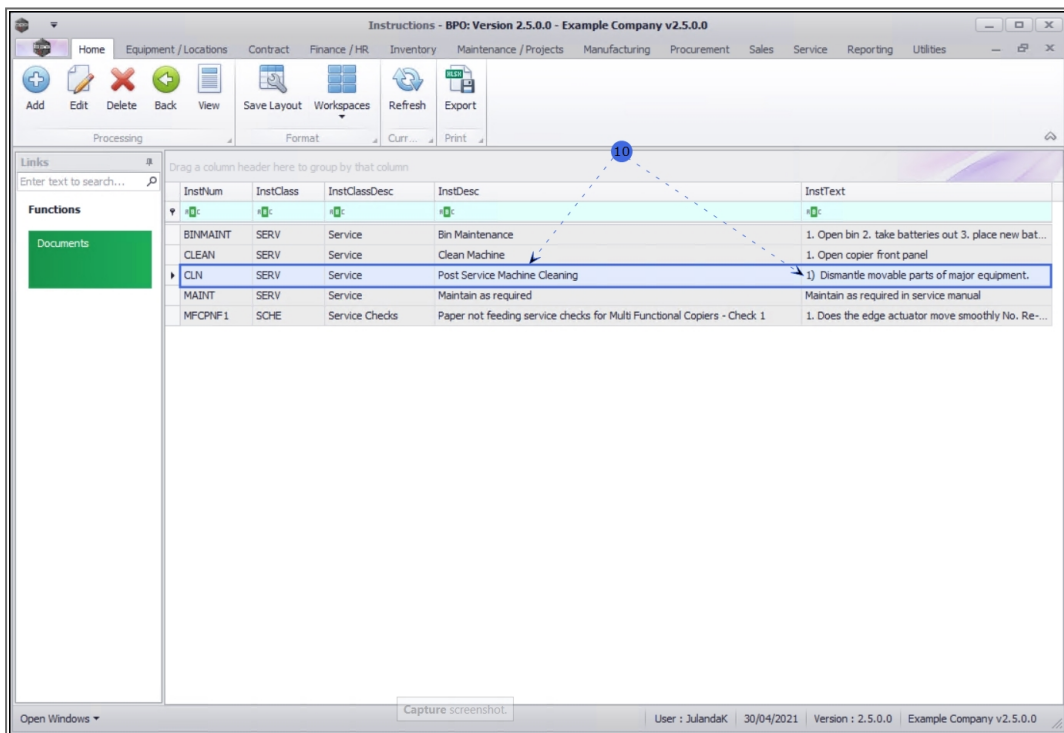 Instructions - BPO: Version 2.5.0.0 - Example Company v2.5.0.0
Home Equipment / Locations Contract Finance / HR Inventory Maintenance / Projects Manufacturing Procurement Sales Service Reporting Utilities
Add Edit Delete Back View Save Layout Workspaces Refresh Export
Processing Format Curr... Print
10
Links
Drag a column header here to group by that column
Enter text to search...
InstNum InstClass InstClassDesc InstDesc InstText
Functions
Documents
BINMAINT SERV Service Bin Maintenance 1. Open bin 2. take batteries out 3. place new bat...
CLEAN SERV Service Clean Machine 1. Open copier front panel
CLN SERV Service Post Service Machine Cleaning 1) Dismantle movable parts of major equipment.
MAINT SERV Service Maintain as required Maintain as required in service manual
MFCPNF1 SCHE Service Checks Paper not feeding service checks for Multi Functional Copiers - Check 1 1. Does the edge actuator move smoothly No. Re-...
Capture screenshot.
Open Windows User : JulandaK 30/04/2021 Version : 2.5.0.0 Example Company v2.5.0.0